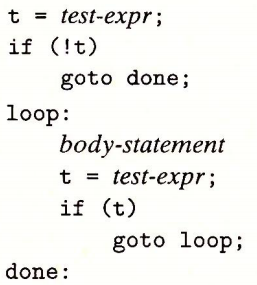 t = test-expr;
if (!t)
    goto done;
loop:
    body-statement
    t = test-expr;
    if (t)
        goto loop;
done: